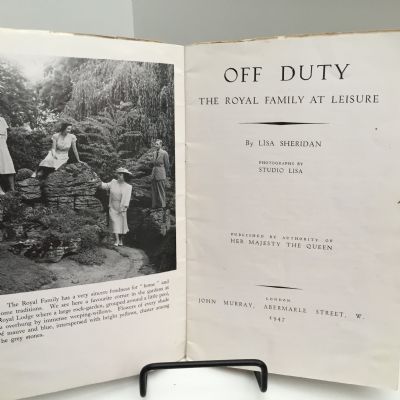 The Royal Family has a very sincere fondness for "home" and
home traditions. We see here a favourite corner in the gardens at
Royal Lodge where a large rock-garden, grouped around a little pool,
is overhung by immense weeping-willows. Flowers of every shade
of mauve and blue, interspersed with bright yellows, cluster among
the grey stones.
OFF DUTY
THE ROYAL FAMILY AT LEISURE
By LISA SHERIDAN
PHOTOGRAPHS BY
STUDIO LISA
PUBLISHED BY AUTHORITY OF
HER MAJESTY THE QUEEN
LONDON
JOHN MURRAY, ABERMARLE STREET, W.
1947